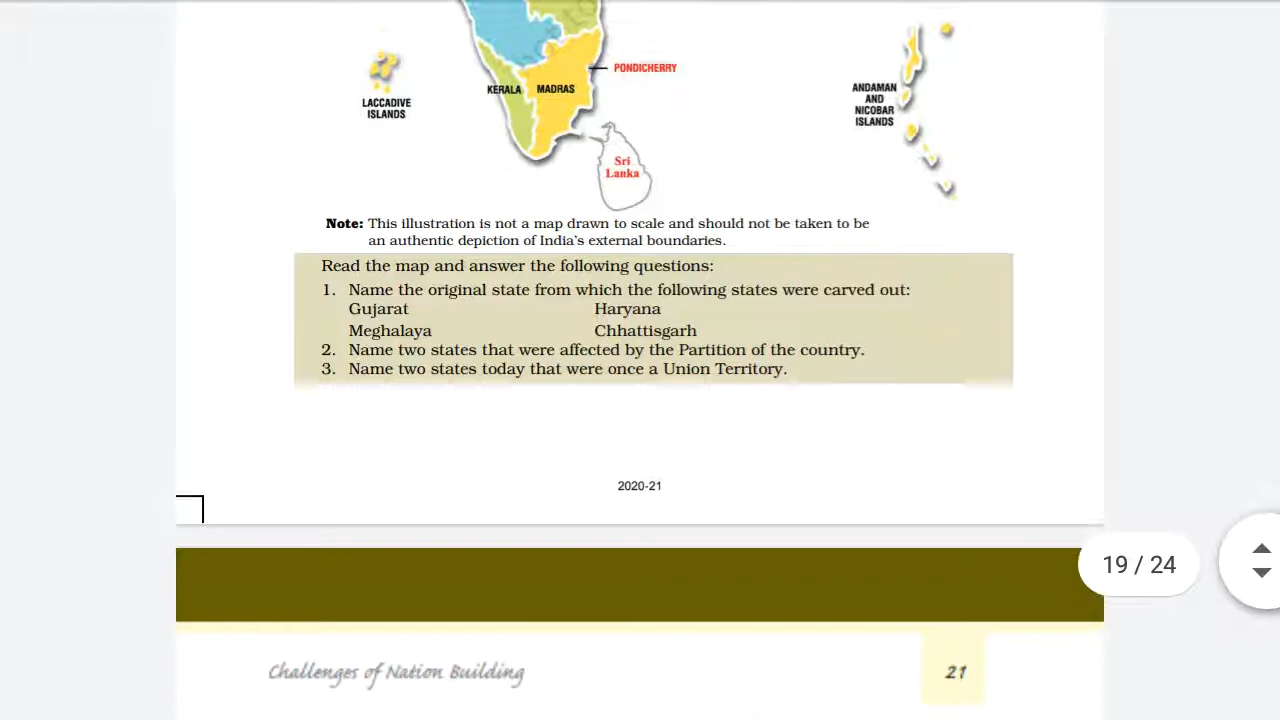 PONDICHERRY
KERALA MADRAS
LACCADIVE
ISLANDS
ANDAMAN
AND
NICOBAR
ISLANDS
Sri
Lanka
Note: This illustration is not a map drawn to scale and should not be taken to be
an authentic depiction of India's external boundaries.
Read the map and answer the following questions:
1. Name the original state from which the following states were carved out:
Gujarat Haryana
Meghalaya Chhattisgarh
2. Name two states that were affected by the Partition of the country.
3. Name two states today that were once a Union Territory.
2020-21
19 / 24
Challenges of Nation Building 21